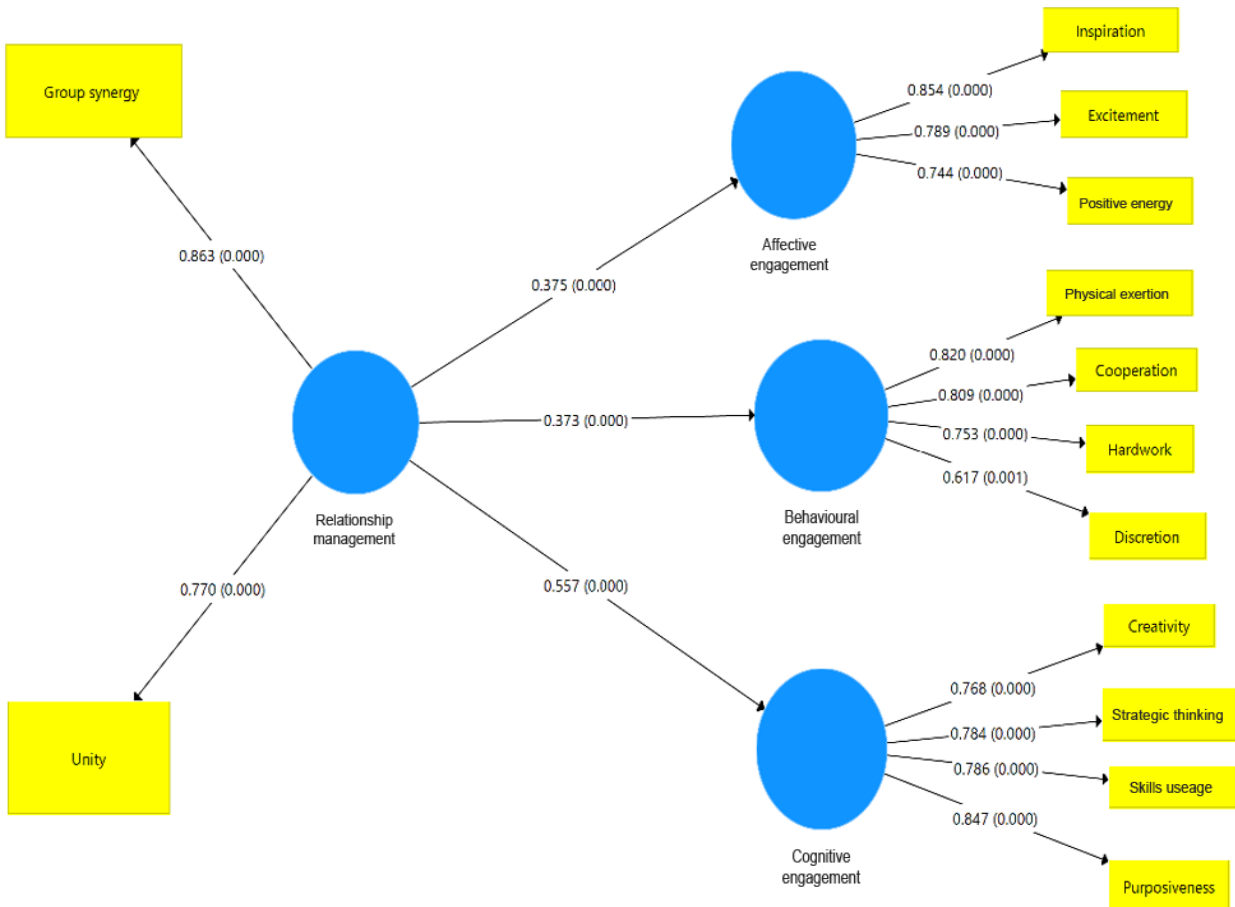 Inspiration
Group synergy
0.854 (0.000)
Excitement
0.789 (0.000)
0.744 (0.000)
Positive energy
Affective
engagement
0.863 (0.000)
0.375 (0.000)
Physical exertion
0.820 (0.000)
Cooperation
0.809 (0.000)
0.373 (0.000)
0.753 (0.000)
Hardwork
0.617 (0.001)
Relationship
management
Behavioural
engagement
Discretion
0.770 (0.000)
0.557 (0.000)
Creativity
0.768 (0.000)
Strategic thinking
0.784 (0.000)
Unity
0.786 (0.000)
Skills useage
0.847 (0.000)
Cognitive
engagement
Purposiveness